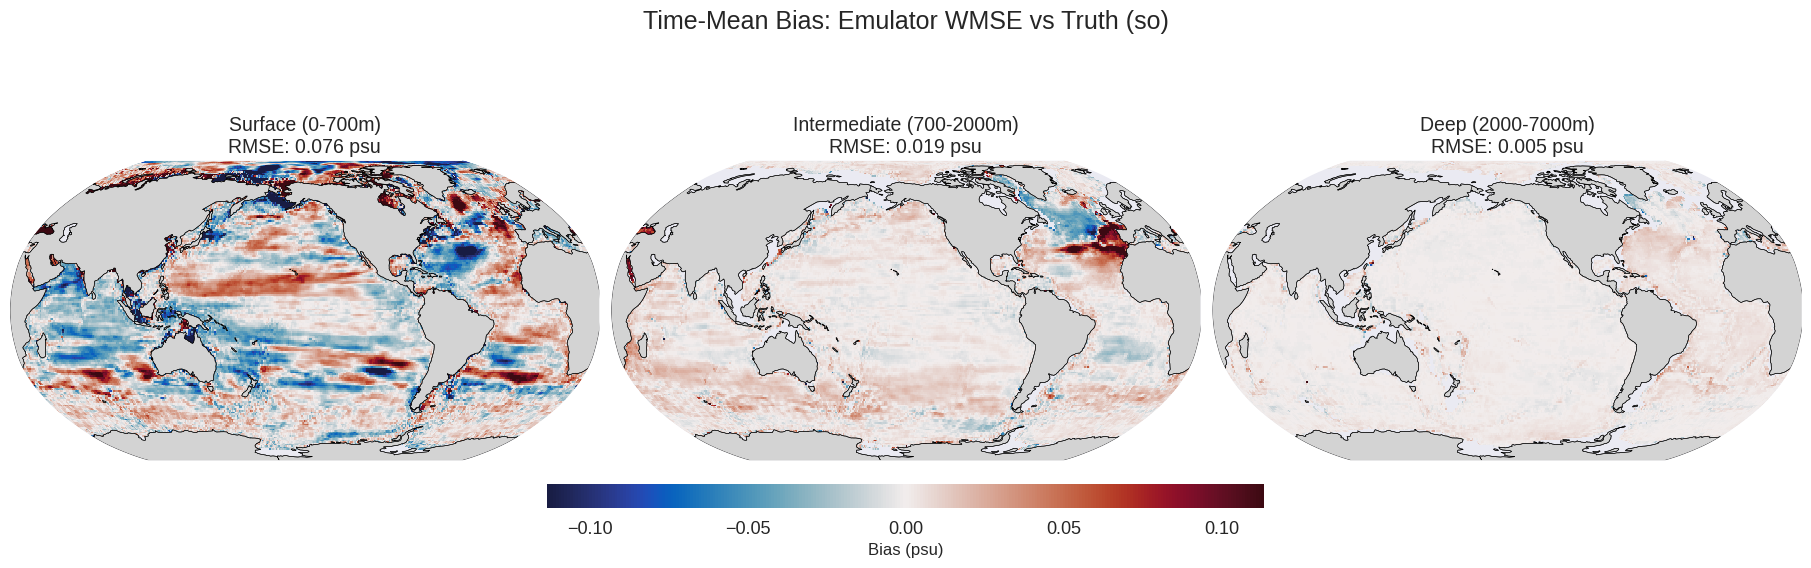 Time-Mean Bias: Emulator WMSE vs Truth (so)
Surface (0-700m)
RMSE: 0.076 psu
Intermediate (700-2000m)
RMSE: 0.019 psu
Deep (2000-7000m)
RMSE: 0.005 psu
−0.10 −0.05 0.00 0.05 0.10
Bias (psu)